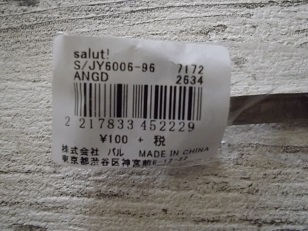 salut!
S/JY6006-96 7172
ANGD 2634
2 217833 452229
¥100 + 税
株式会社 パル MADE IN CHINA
東京都渋谷区神宮前